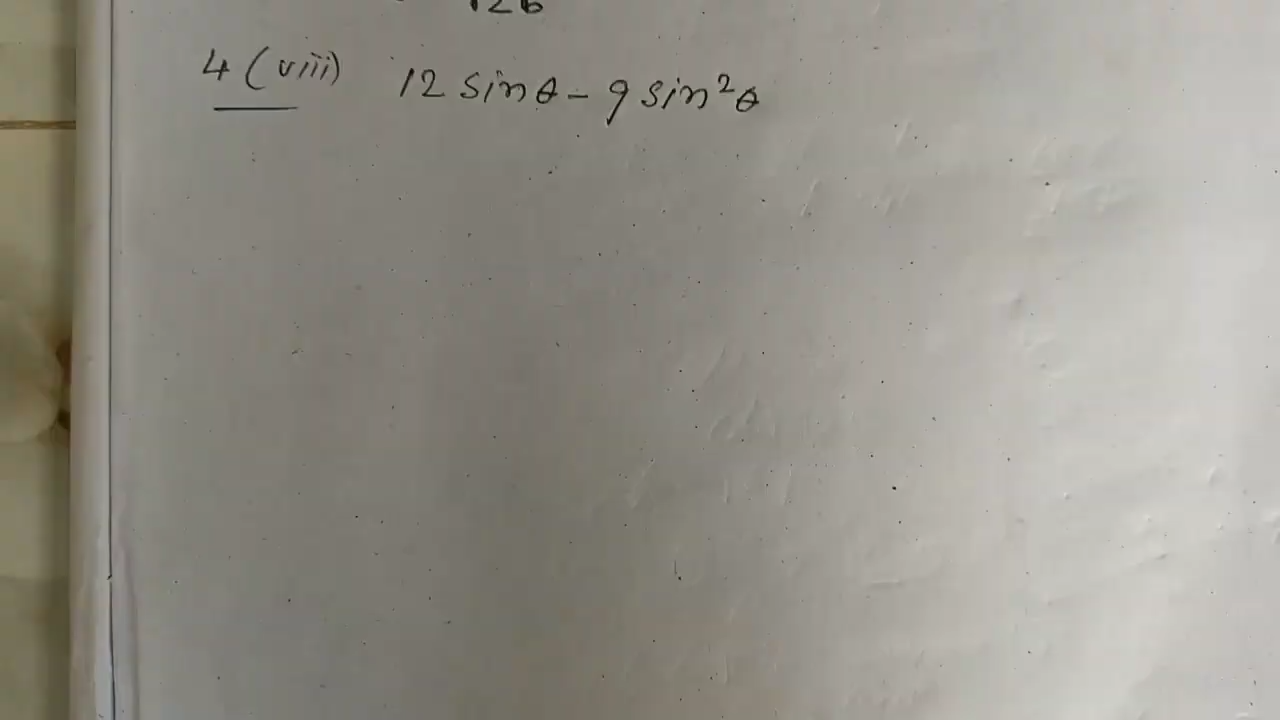 4 (viii) 12 sinθ - 9 sin²θ